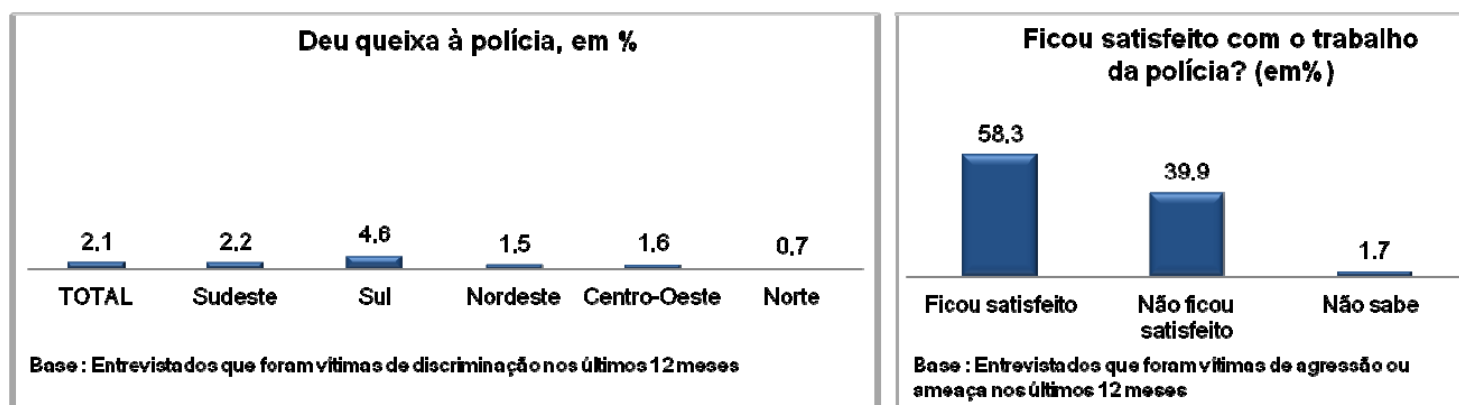 Deu queixa à polícia, em %
2.1
2.2
4.6
1.5
1.6
0.7
TOTAL
Sudeste
Sul
Nordeste
Centro-Oeste
Norte
Base : Entrevistados que foram vítimas de discriminação nos últimos 12 meses
Ficou satisfeito com o trabalho
da polícia? (em%)
58.3
39.9
1.7
Ficou satisfeito
Não ficou
satisfeito
Não sabe
Base : Entrevistados que foram vítimas de agressão ou
ameaça nos últimos 12 meses